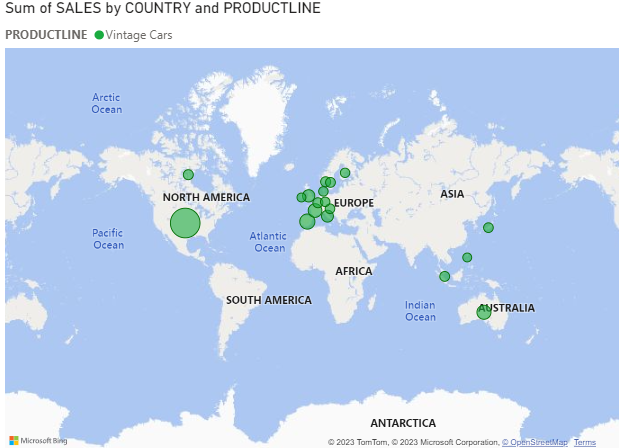 Sum of SALES by COUNTRY and PRODUCTLINE
PRODUCTLINE Vintage Cars
Arctic
Ocean
NORTH AMERICA
EUROPE
ASIA
Pacific
Ocean
Atlantic
Ocean
AFRICA
SOUTH AMERICA
Indian
Ocean
AUSTRALIA
ANTARCTICA
Microsoft Bing
© 2023 TomTom, © 2023 Microsoft Corporation, © OpenStreetMap Terms